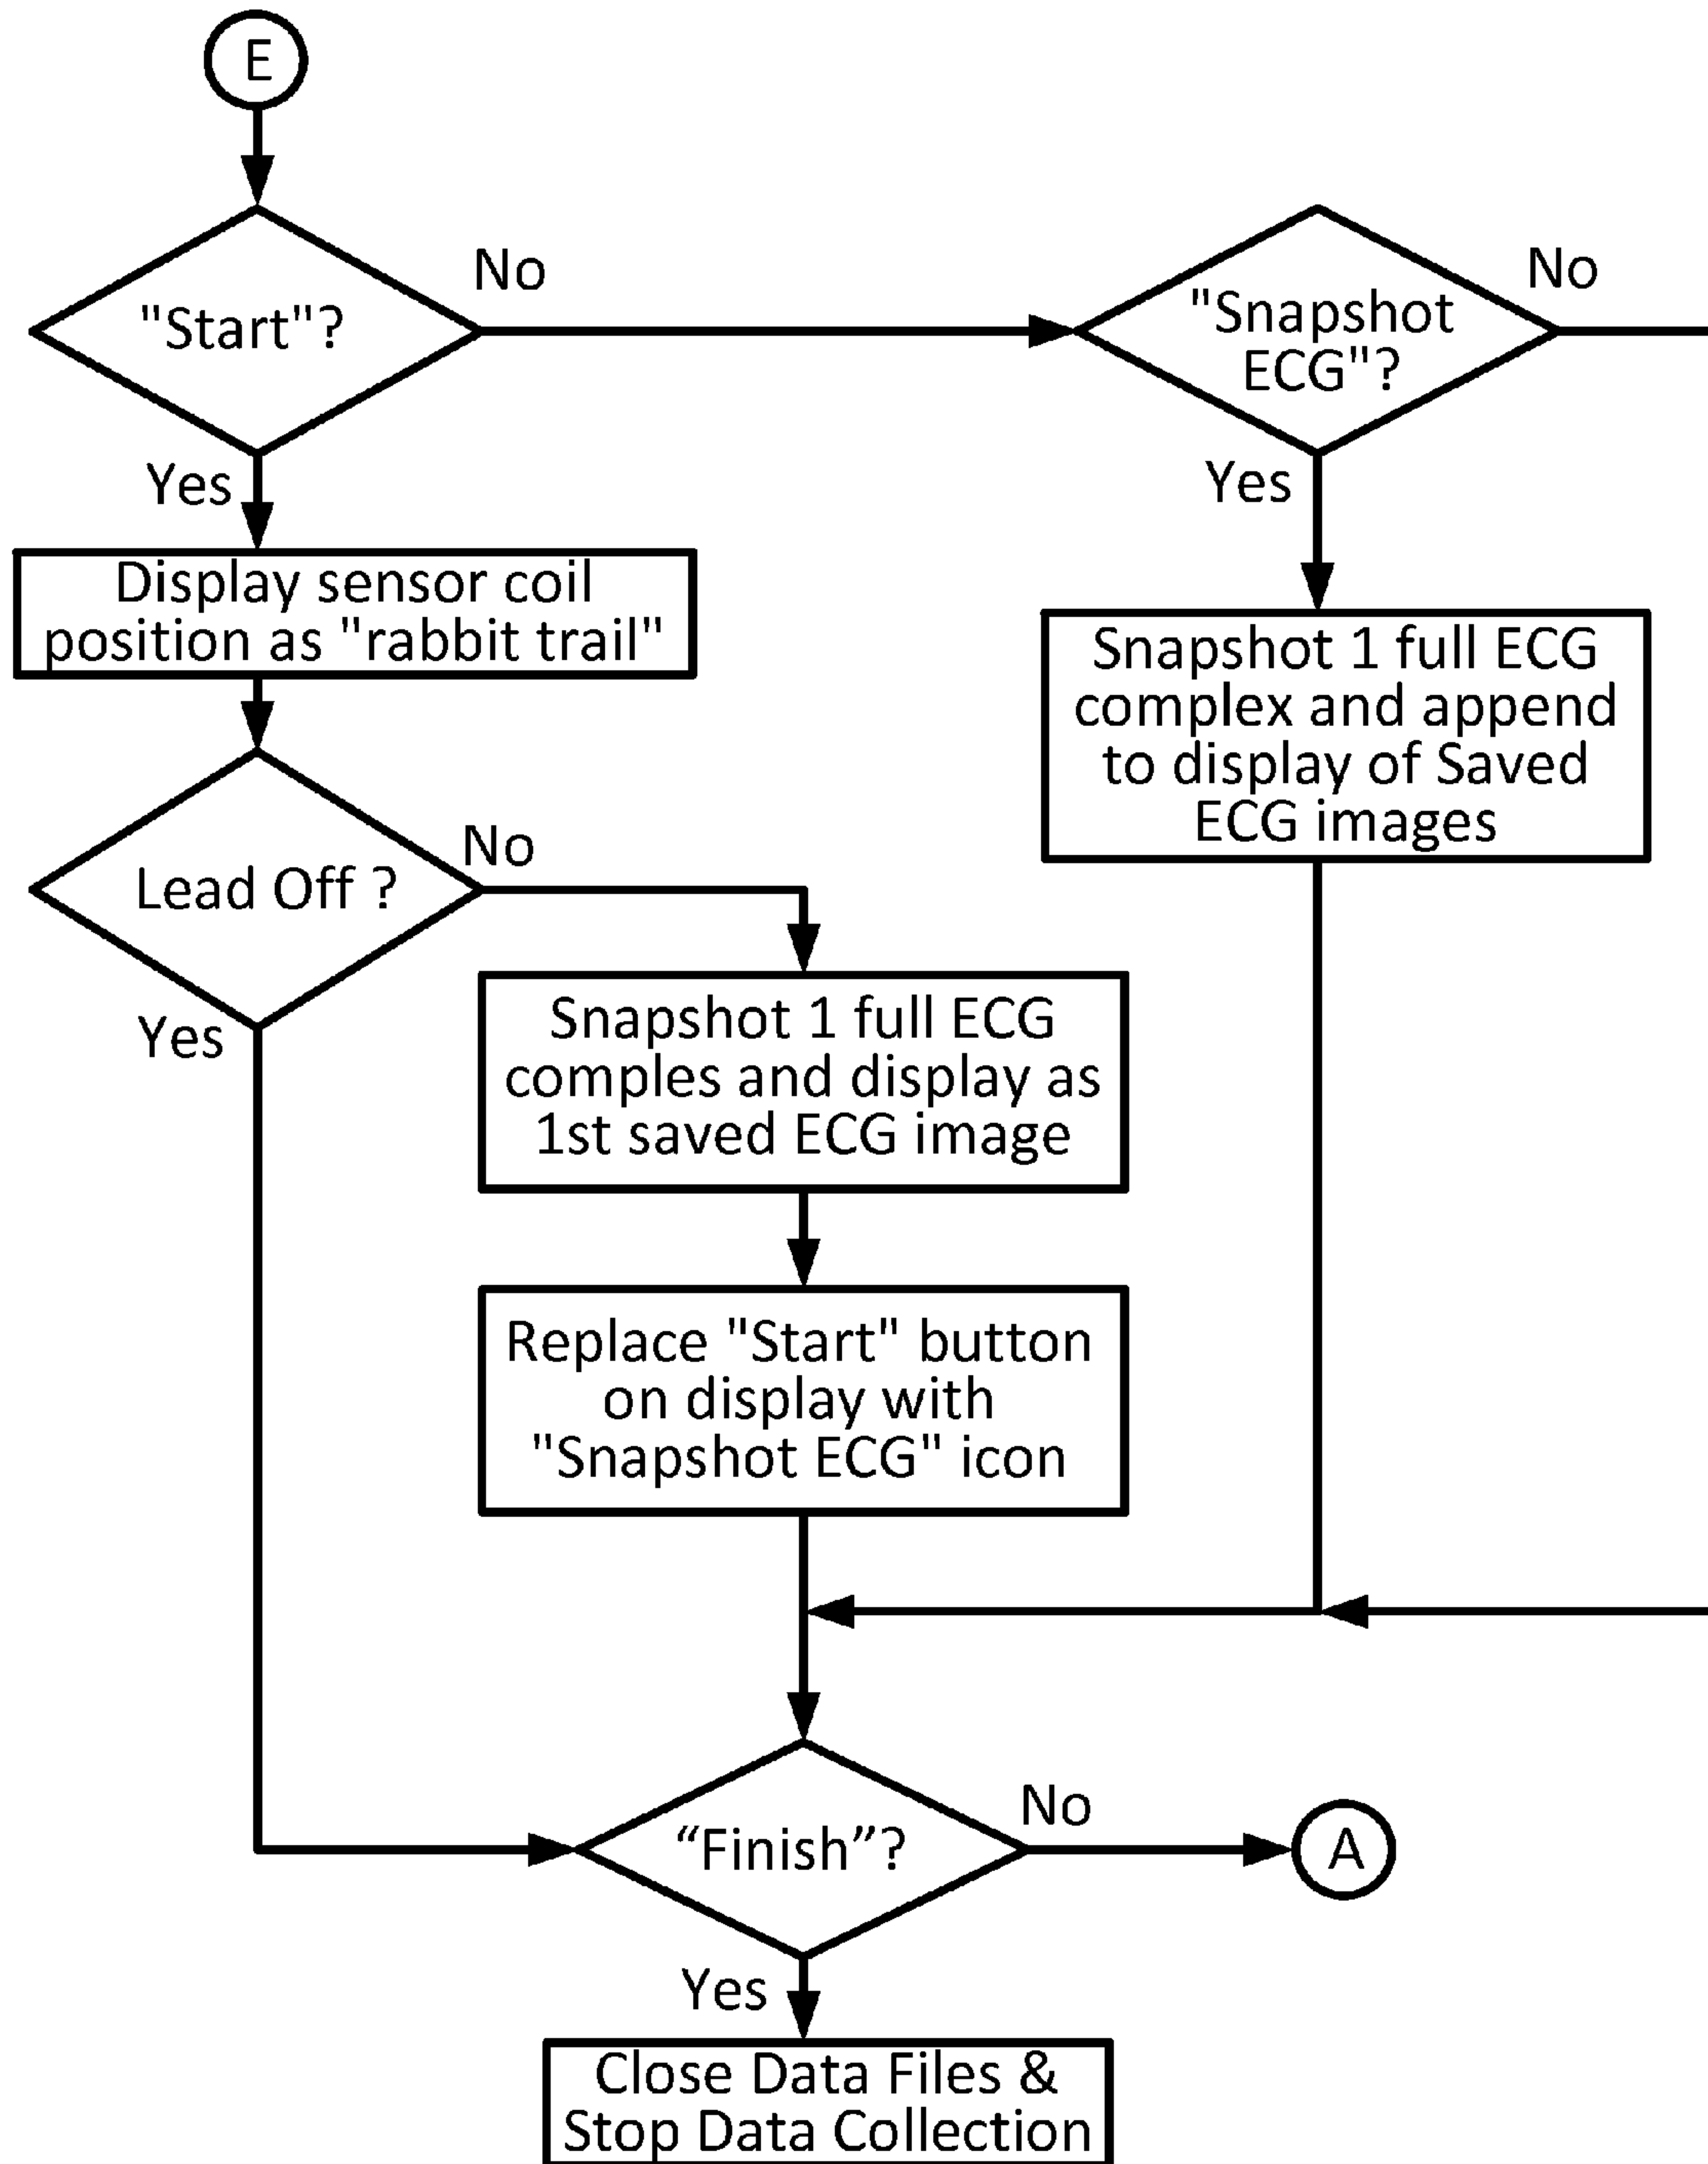 E
"Start"?
No
Yes
"Snapshot
ECG"?
No
Yes
Display sensor coil
position as "rabbit trail"
Snapshot 1 full ECG
complex and append
to display of Saved
ECG images
Lead Off ?
No
Yes
Snapshot 1 full ECG
comples and display as
1st saved ECG image
Replace "Start" button
on display with
"Snapshot ECG" icon
“Finish”?
No
A
Yes
Close Data Files &
Stop Data Collection